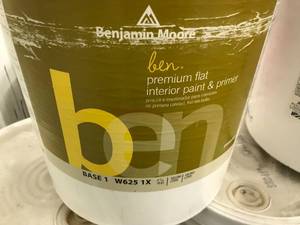 Benjamin Moore
ben®
premium flat
interior paint & primer
ben
BASE 1 W625 1X